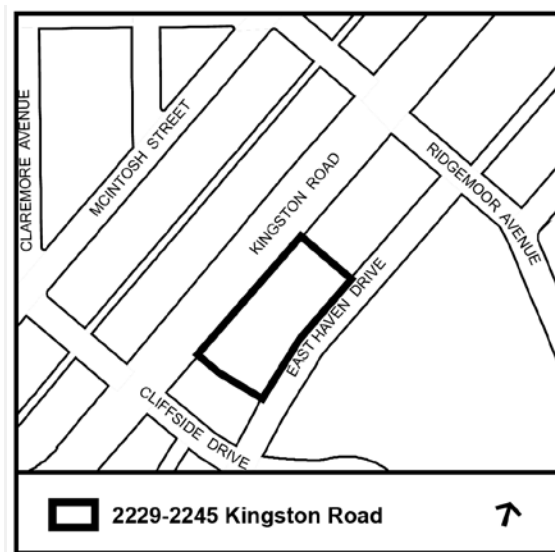 CLAREMORE AVENUE
MCINTOSH STREET
KINGSTON ROAD
RIDGEMOOR AVENUE
EAST HAVEN DRIVE
CLIFFSIDE DRIVE
2229-2245 Kingston Road